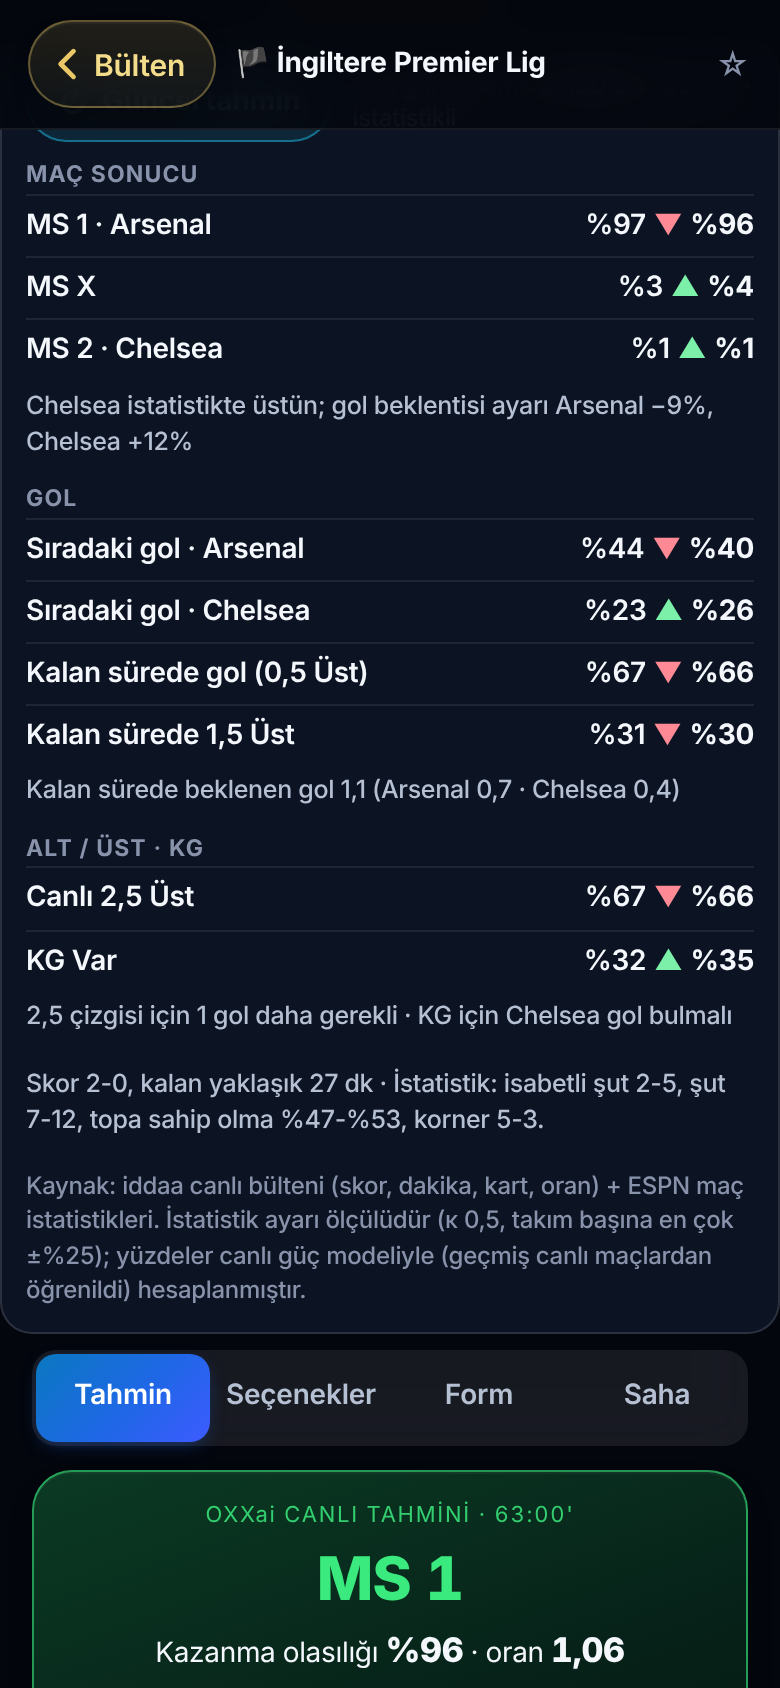 Bülten
İngiltere Premier Lig
istatistikli
MAÇ SONUCU
MS 1 · Arsenal %97 ▼ %96
MS X %3 ▲ %4
MS 2 · Chelsea %1 ▲ %1
Chelsea istatistikte üstün; gol beklentisi ayarı Arsenal −9%,
Chelsea +12%
GOL
Sıradaki gol · Arsenal %44 ▼ %40
Sıradaki gol · Chelsea %23 ▲ %26
Kalan sürede gol (0,5 Üst) %67 ▼ %66
Kalan sürede 1,5 Üst %31 ▼ %30
Kalan sürede beklenen gol 1,1 (Arsenal 0,7 · Chelsea 0,4)
ALT / ÜST · KG
Canlı 2,5 Üst %67 ▼ %66
KG Var %32 ▲ %35
2,5 çizgisi için 1 gol daha gerekli · KG için Chelsea gol bulmalı
Skor 2-0, kalan yaklaşık 27 dk · İstatistik: isabetli şut 2-5, şut
7-12, topa sahip olma %47-%53, korner 5-3.
Kaynak: iddaa canlı bülteni (skor, dakika, kart, oran) + ESPN maç
istatistikleri. İstatistik ayarı ölçülüdür (κ 0,5, takım başına en çok
±%25); yüzdeler canlı güç modeliyle (geçmiş canlı maçlardan
öğrenildi) hesaplanmıştır.
Tahmin Seçenekler Form Saha
OXXai CANLI TAHMİNİ · 63:00'
MS 1
Kazanma olasılığı %96 · oran 1,06